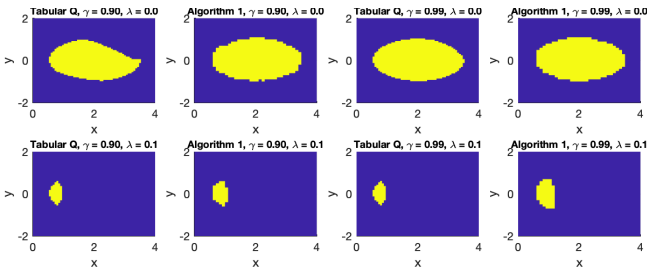 Tabular Q, γ = 0.90, λ = 0.0
Algorithm 1, γ = 0.90, λ = 0.0
Tabular Q, γ = 0.99, λ = 0.0
Algorithm 1, γ = 0.99, λ = 0.0
2
0
-2
y
0 2 4
x
2
0
-2
y
0 2 4
x
2
0
-2
y
0 2 4
x
2
0
-2
y
0 2 4
x
Tabular Q, γ = 0.90, λ = 0.1
Algorithm 1, γ = 0.90, λ = 0.1
Tabular Q, γ = 0.99, λ = 0.1
Algorithm 1, γ = 0.99, λ = 0.1
2
0
-2
y
0 2 4
x
2
0
-2
y
0 2 4
x
2
0
-2
y
0 2 4
x
2
0
-2
y
0 2 4
x